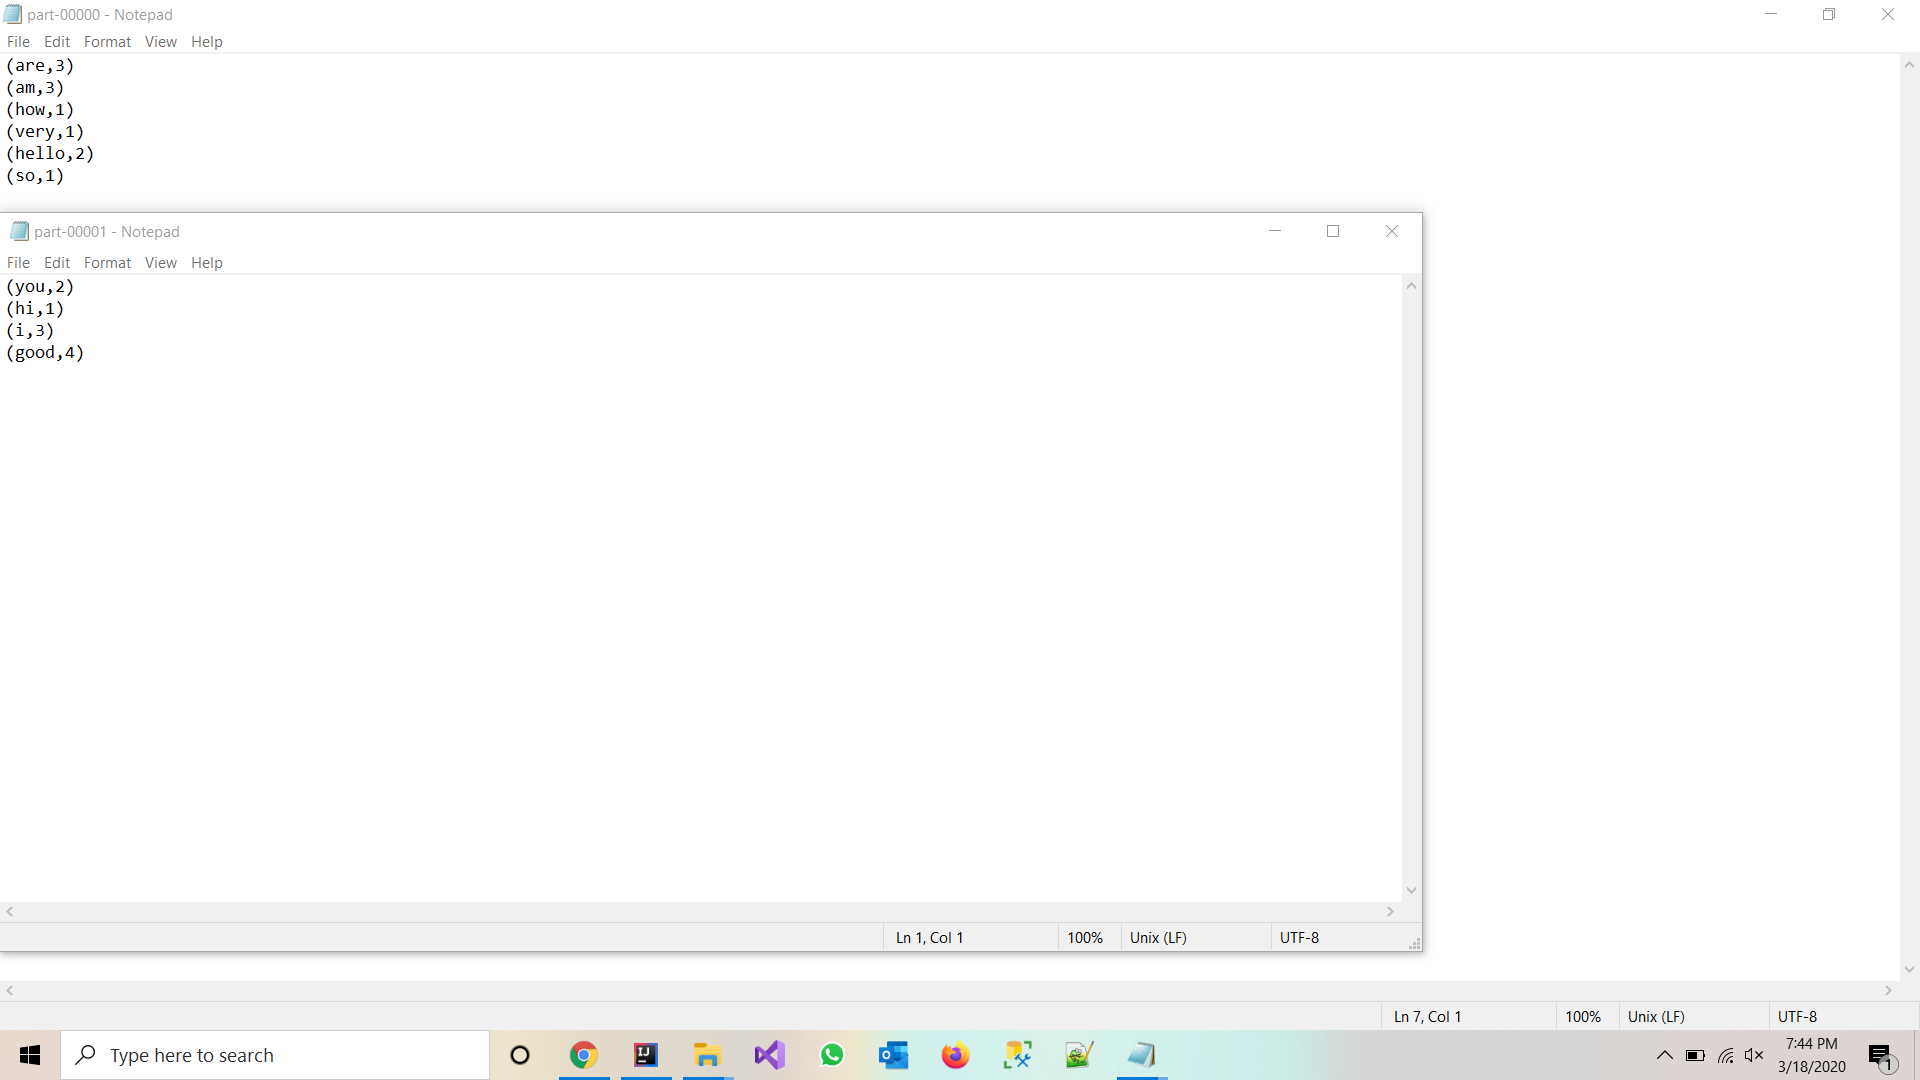 part-00000 - Notepad
File Edit Format View Help
(are,3)
(am,3)
(how,1)
(very,1)
(hello,2)
(so,1)
part-00001 - Notepad
File Edit Format View Help
(you,2)
(hi,1)
(i,3)
(good,4)
Ln 1, Col 1 100% Unix (LF) UTF-8
Ln 7, Col 1 100% Unix (LF) UTF-8
Type here to search
7:44 PM
3/18/2020
1